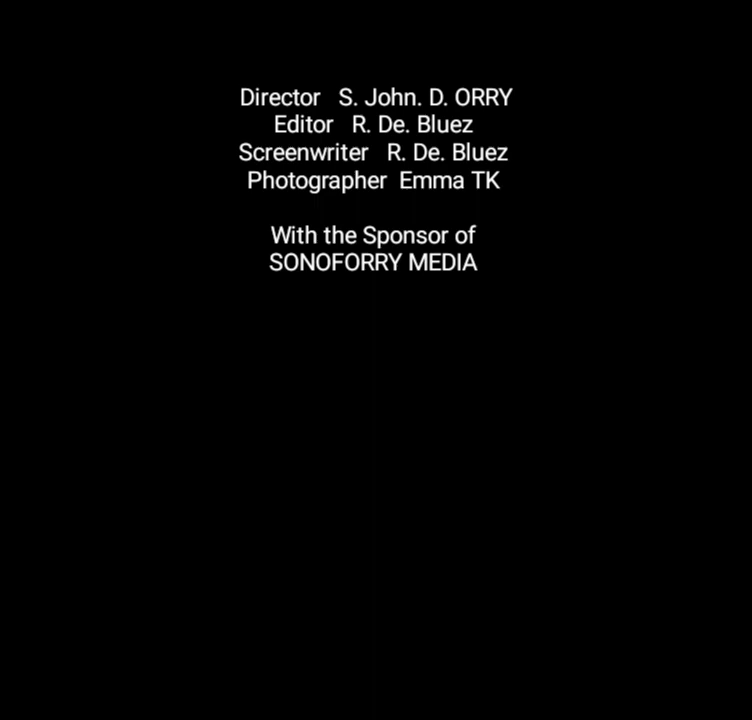 Director S. John. D. ORRY
Editor R. De. Bluez
Screenwriter R. De. Bluez
Photographer Emma TK
With the Sponsor of
SONOFORRY MEDIA